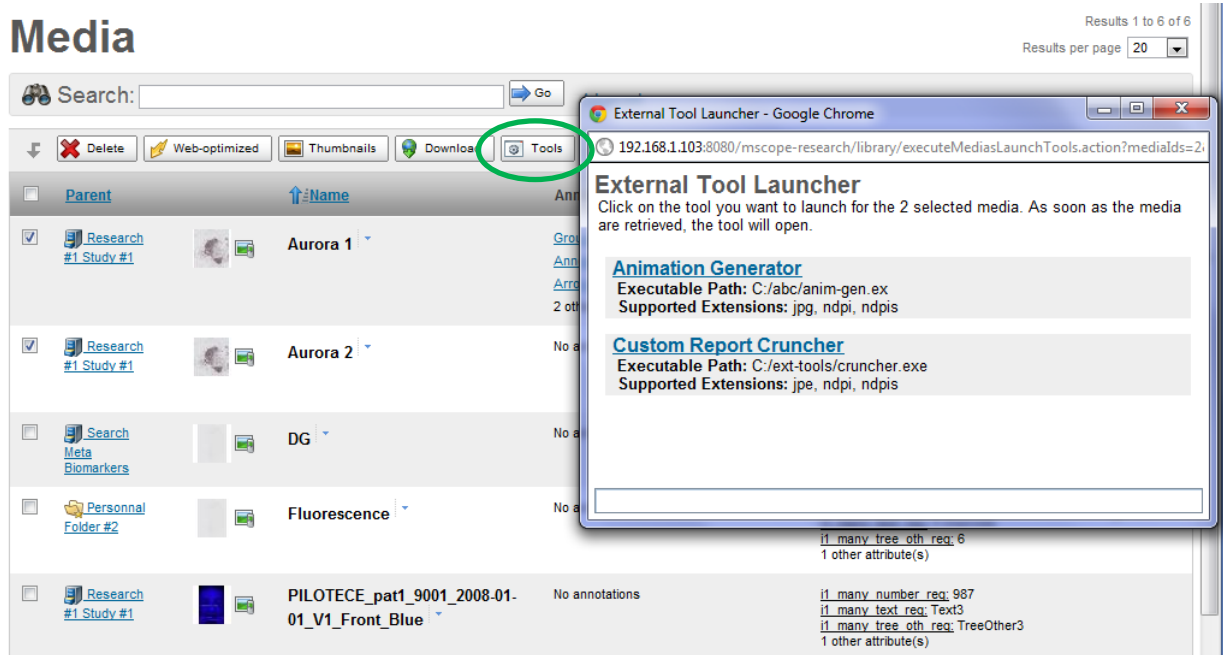 Media
Results 1 to 6 of 6
Results per page 20
Search:
Go
Delete
Web-optimized
Thumbnails
Download
Tools
Parent
Name
Research
#1 Study #1
Aurora 1
2
Research
#1 Study #1
Aurora 2
No
Search
Meta
Biomarkers
DG
No
Personnal
Folder #2
Fluorescence
No
i1_many_tree_oth_req: 6
1 other attribute(s)
Research
#1 Study #1
PILOTECE_pat1_9001_2008-01-
01_V1_Front_Blue
No annotations
i1_many_number_req: 987
i1_many_text_req: Text3
i1_many_tree_oth_req: TreeOther3
1 other attribute(s)
External Tool Launcher - Google Chrome
192.168.1.103:8080/mscope-research/library/executeMediasLaunchTools.action?mediaIds=2
External Tool Launcher
Click on the tool you want to launch for the 2 selected media. As soon as the media
are retrieved, the tool will open.
Animation Generator
Executable Path: C:/abc/anim-gen.ex
Supported Extensions: jpg, ndpi, ndpis
Custom Report Cruncher
Executable Path: C:/ext-tools/cruncher.exe
Supported Extensions: jpe, ndpi, ndpis